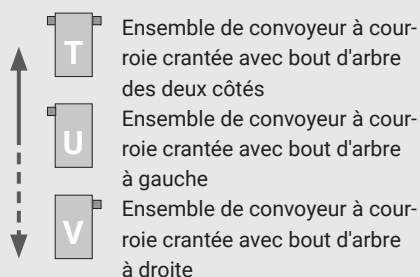 T
Ensemble de convoyeur à cour-
roie crantée avec bout d'arbre
des deux côtés
U
Ensemble de convoyeur à cour-
roie crantée avec bout d'arbre
à gauche
V
Ensemble de convoyeur à cour-
roie crantée avec bout d'arbre
à droite